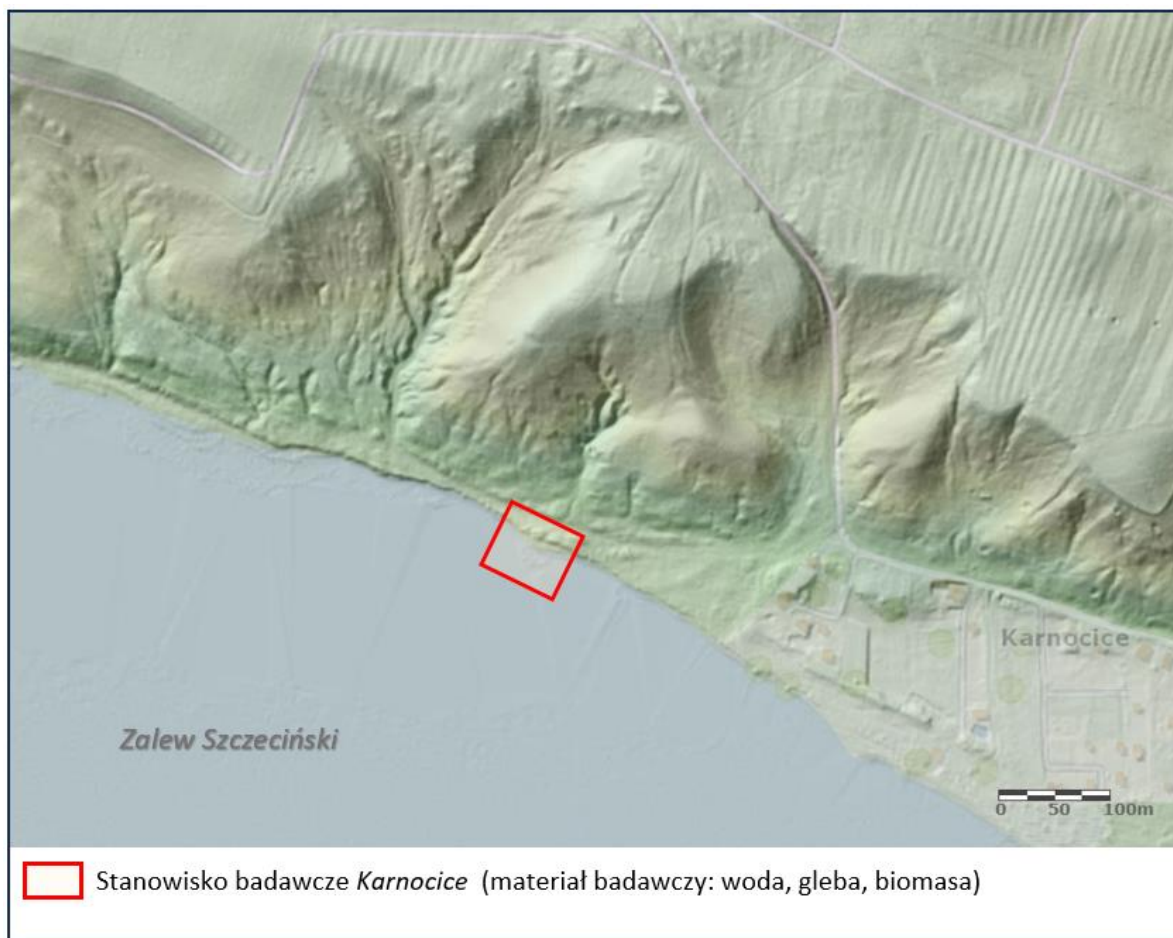 Karnocice
Zalew Szczeciński
0 50 100m
Stanowisko badawcze Karnocice (materiał badawczy: woda, gleba, biomasa)